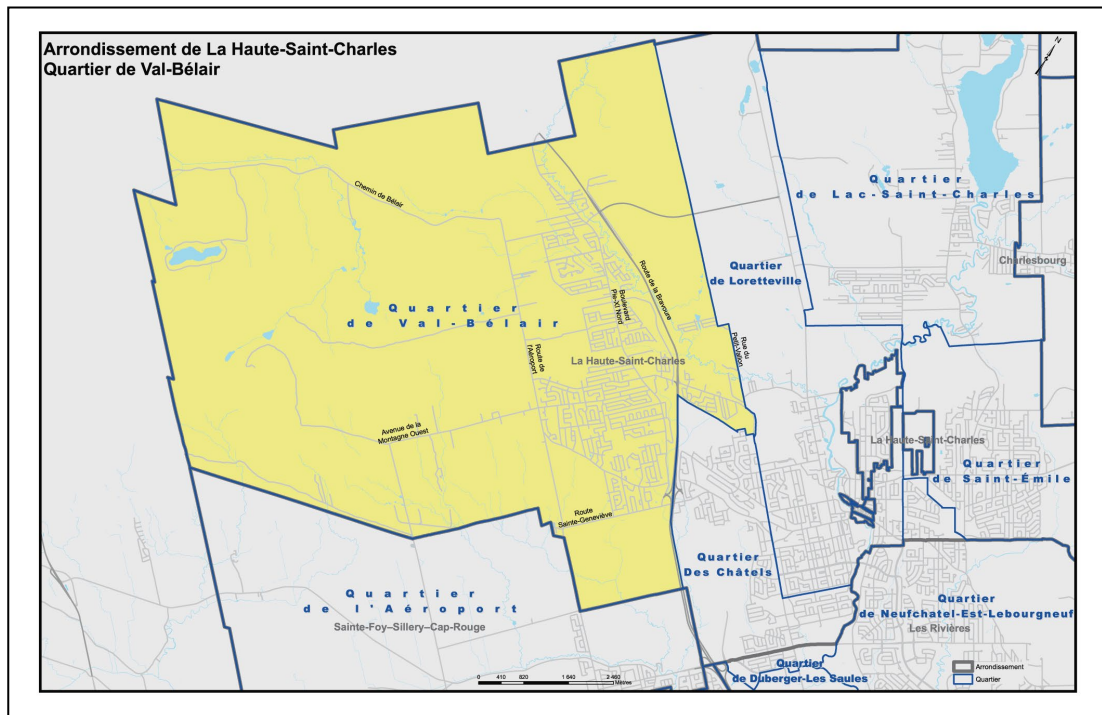 Arrondissement de La Haute-Saint-Charles
Quartier de Val-Bélair
N
Quartier
de Lac-Saint-Charles
Chemin de Bélair
Charlesbourg
Quartier
de Loretteville
Route de la Bravoure
Boulevard
Pie-XI Nord
Quartier
de Val-Bélair
Rue du
Petit-Vallon
Route de
l'Aéroport
La Haute-Saint-Charles
Avenue de la
Montagne Ouest
La Haute-Saint-Charles
Quartier
de Saint-Émile
Route
Sainte-Geneviève
Quartier
Des Châtels
Quartier
de l'Aéroport
Sainte-Foy–Sillery–Cap-Rouge
Quartier
de Neufchatel-Est-Lebourgneuf
Les Rivières
Quartier
de Duberger-Les Saules
0 410 820 1 640 2 460
Mètres
Arrondissement
Quartier